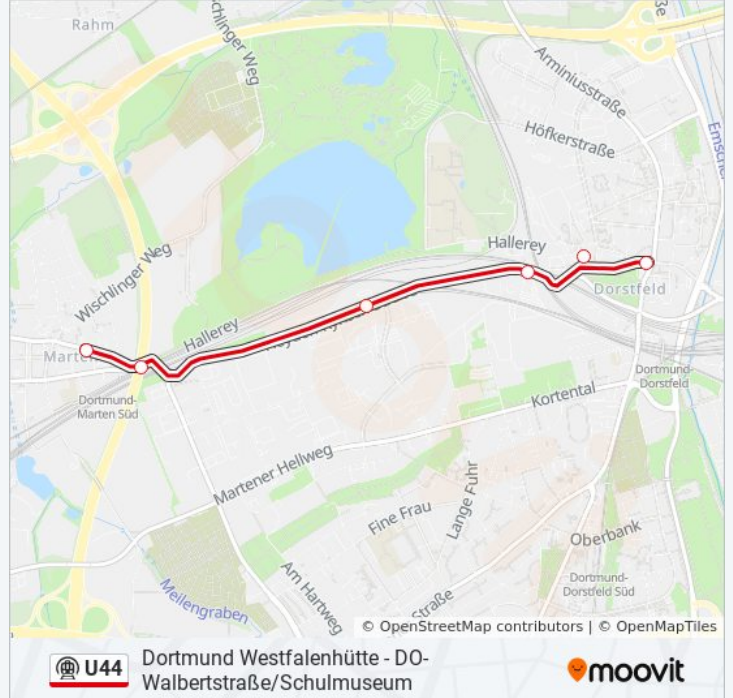 Rahm
Wischlinger Weg
Arminiusstraße
Höfkerstraße
Hallerey
Wischlinger Weg
Dorstfeld
Hallerey
Marten
Dortmund-
Marten Süd
Dortmund-
Dorstfeld
Kortental
Martener Hellweg
Lange Fuhr
Fine Frau
Oberbank
Dortmund-
Dorstfeld Süd
Am Hartweg
Meilengraben
Straße
© OpenStreetMap contributors | © OpenMapTiles
U44
Dortmund Westfalenhütte - DO-
Walbertstraße/Schulmuseum
moovit